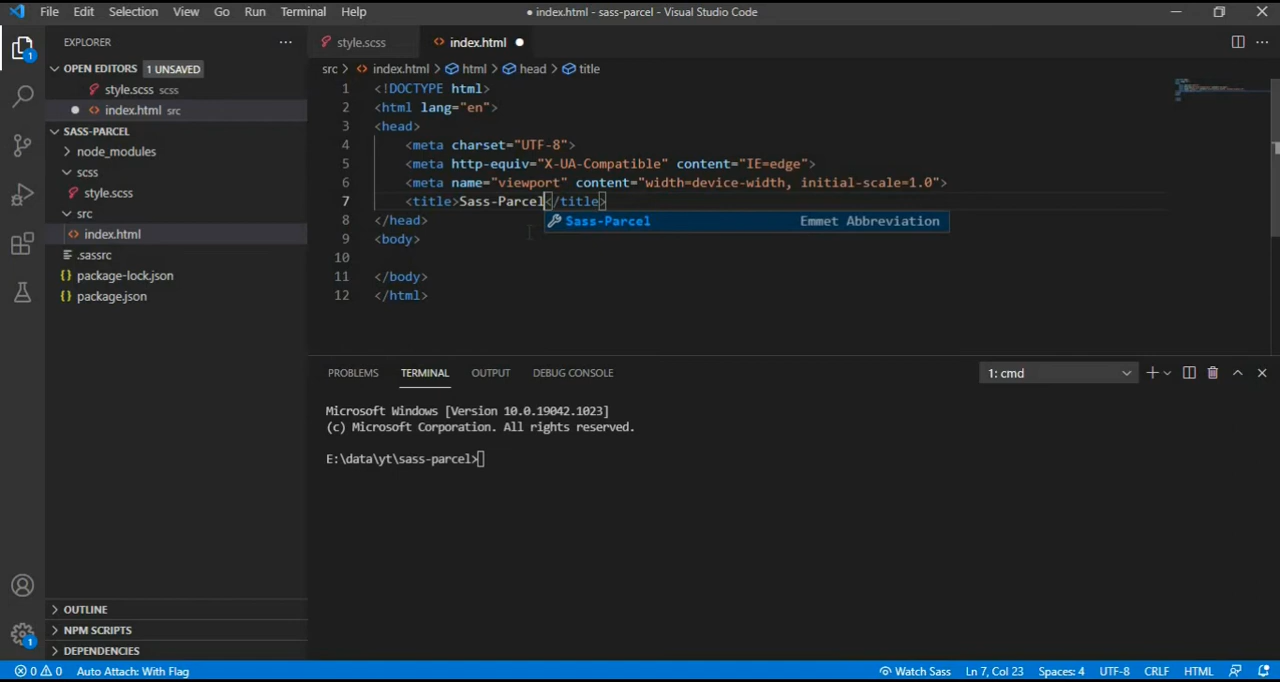 File Edit Selection View Go Run Terminal Help ● index.html - sass-parcel - Visual Studio Code
EXPLORER ···
style.scss index.html ●
OPEN EDITORS 1 UNSAVED
style.scss scss
● index.html src
SASS-PARCEL
node_modules
scss
style.scss
src
index.html
.sassrc
package-lock.json
package.json
OUTLINE
NPM SCRIPTS
DEPENDENCIES
1
1
src > index.html > html > head > title
1 <!DOCTYPE html>
2 <html lang="en">
3 <head>
4 <meta charset="UTF-8">
5 <meta http-equiv="X-UA-Compatible" content="IE=edge">
6 <meta name="viewport" content="width=device-width, initial-scale=1.0">
7 <title>Sass-Parcel</title>
Sass-Parcel Emmet Abbreviation
8 </head>
9 <body>
10
11 </body>
12 </html>
PROBLEMS TERMINAL OUTPUT DEBUG CONSOLE 1: cmd
Microsoft Windows [Version 10.0.19042.1023]
(c) Microsoft Corporation. All rights reserved.
E:\data\yt\sass-parcel>
0 0 Auto Attach: With Flag Watch Sass Ln 7, Col 23 Spaces: 4 UTF-8 CRLF HTML